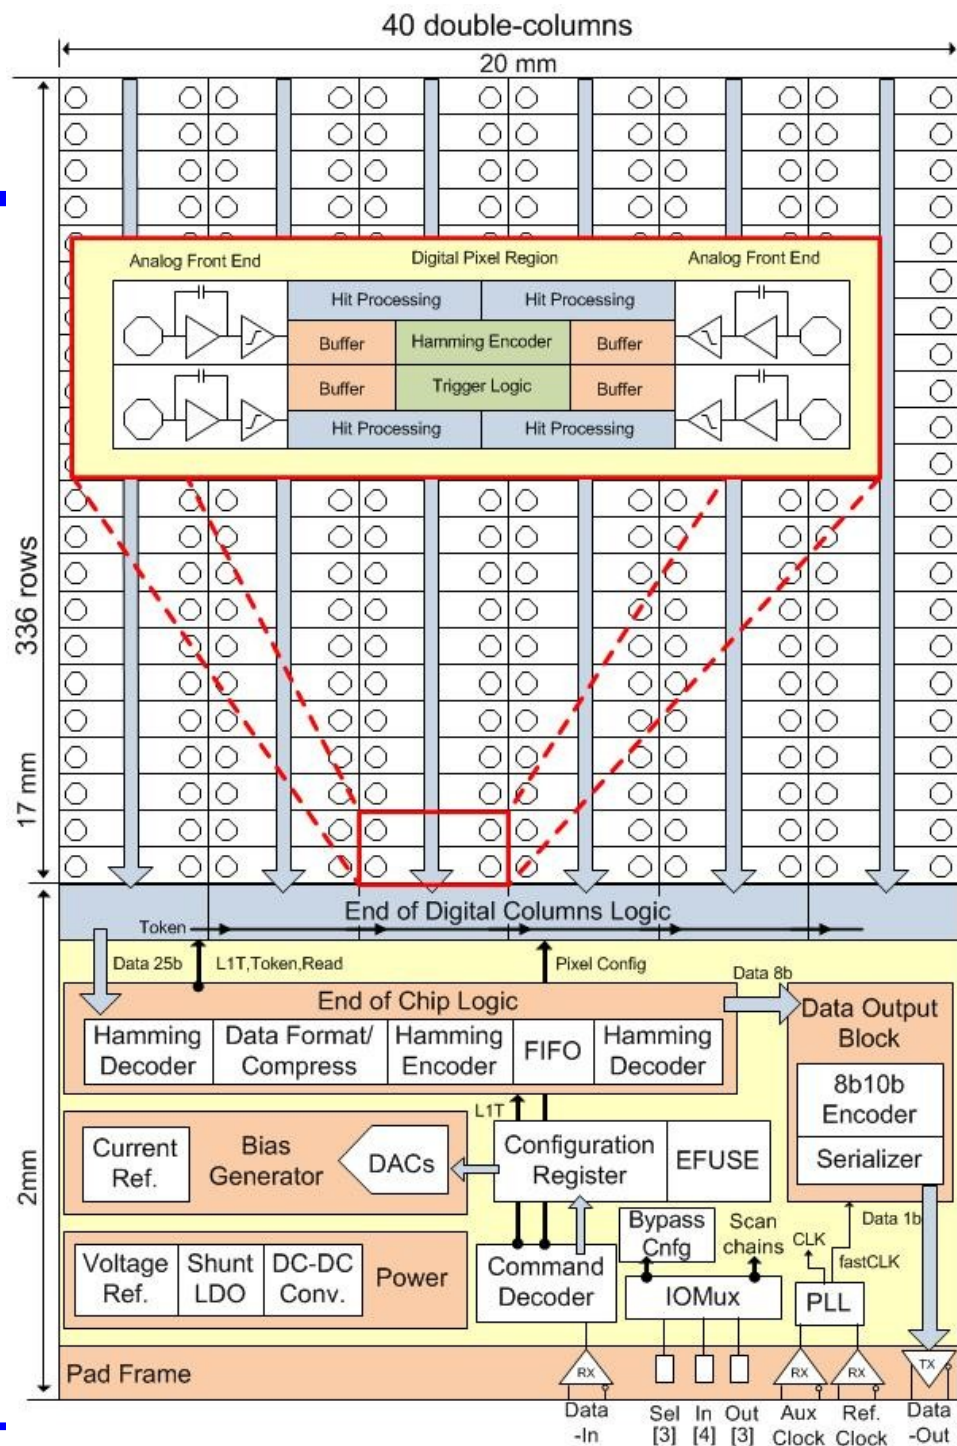 40 double-columns
20 mm
336 rows
17 mm
2mm
Analog Front End
Digital Pixel Region
Analog Front End
Hit Processing
Hit Processing
Buffer
Hamming Encoder
Buffer
Buffer
Trigger Logic
Buffer
Hit Processing
Hit Processing
End of Digital Columns Logic
Token
Data 25b
L1T,Token,Read
Pixel Config
Data 8b
End of Chip Logic
Hamming
Decoder
Data Format/
Compress
Hamming
Encoder
FIFO
Hamming
Decoder
Data Output
Block
8b10b
Encoder
Serializer
L1T
Current
Ref.
Bias
Generator
DACs
Configuration
Register
EFUSE
Data 1b
Voltage
Ref.
Shunt
LDO
DC-DC
Conv.
Power
Command
Decoder
Bypass
Cnfg
Scan
chains
IOMux
CLK
fastCLK
PLL
Pad Frame
RX
RX
RX
TX
Data
-In
Sel
[3]
In
[4]
Out
[3]
Aux
Clock
Ref.
Clock
Data
-Out